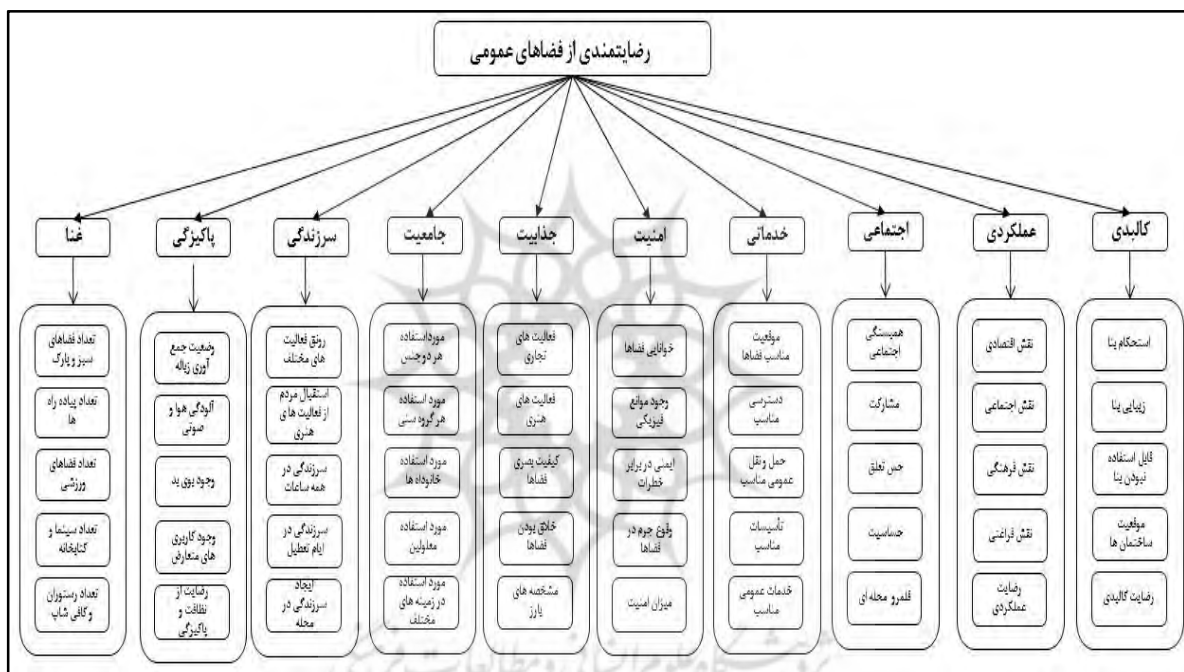 رضایتمندی از فضاهای عمومی
کالبدی
عملکردی
اجتماعی
خدماتی
امنیت
جذابیت
جامعیت
سرزندگی
پاکیزگی
غنا
استحکام بنا
زیبایی بنا
قابل استفاده
نبودن بنا
موقعیت
ساختمان ها
رضایت کالبدی
نقش اقتصادی
نقش اجتماعی
نقش فرهنگی
نقش فراغتی
رضایت
عملکردی
همبستگی
اجتماعی
مشارکت
حس تعلق
حساسیت
قلمرو محله ای
موقعیت
مناسب فضاها
دسترسی
مناسب
حمل و نقل
عمومی مناسب
تأسیسات
مناسب
خدمات عمومی
مناسب
خوانایی فضاها
وجود موانع
فیزیکی
ایمنی در برابر
خطرات
وقوع جرم در
فضاها
میزان امنیت
فعالیت های
تجاری
فعالیت های
هنری
کیفیت بصری
فضاها
خلاق بودن
فضاها
مشخصه های
بارز
مورداستفاده
هر دوجنس
مورد استفاده
هر گروه سنی
مورد استفاده
خانوداه ها
مورد استفاده
معلولین
مورد استفاده
در زمینه های
مختلف
رونق فعالیت
های مختلف
استقبال مردم
از فعالیت های
هنری
سرزندگی در
همه ساعات
سرزندگی در
ایام تعطیل
ایجاد
سرزندگی در
محله
وضعیت جمع
آوری زباله
آلودگی هوا و
صوتی
وجود بوی بد
وجود کاربری
های متعارض
رضایت از
نظافت و
پاکیزگی
تعداد فضاهای
سبز و پارک
تعداد پیاده راه
ها
تعداد فضاهای
ورزشی
تعداد سینما و
کتابخانه
تعداد رستوران
و کافی شاپ
پژوهشگاه علوم انسانی و مطالعات فرهنگی